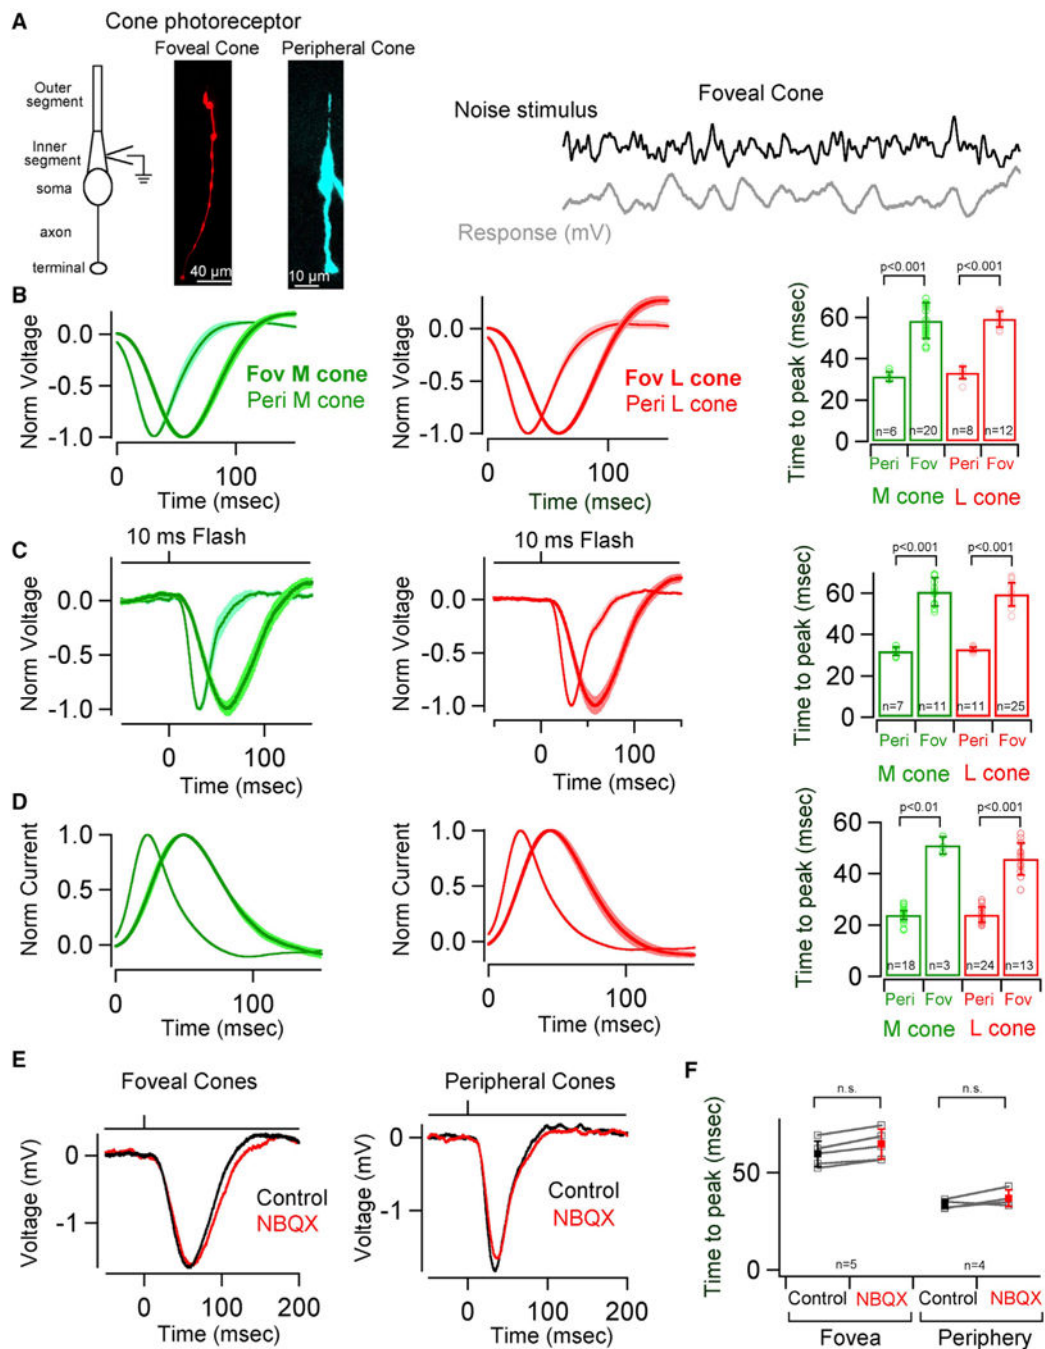 A
Cone photoreceptor
Foveal Cone
Peripheral Cone
Outer
segment
Inner
segment
soma
axon
terminal
40 µm
10 µm
Foveal Cone
Noise stimulus
Response (mV)
B
Norm Voltage
0.0
-0.5
-1.0
Fov M cone
Peri M cone
0
100
Time (msec)
Norm Voltage
0.0
-0.5
-1.0
Fov L cone
Peri L cone
0
100
Time (msec)
Time to peak (msec)
p<0.001
p<0.001
60
40
20
0
n=6
n=20
n=8
n=12
Peri
Fov
Peri
Fov
M cone
L cone
C
10 ms Flash
Norm Voltage
0.0
-0.5
-1.0
0
100
Time (msec)
10 ms Flash
Norm Voltage
0.0
-0.5
-1.0
0
100
Time (msec)
Time to peak (msec)
p<0.001
p<0.001
60
40
20
0
n=7
n=11
n=11
n=25
Peri
Fov
Peri
Fov
M cone
L cone
D
Norm Current
1.0
0.5
0.0
0
100
Time (msec)
Norm Current
1.0
0.5
0.0
0
100
Time (msec)
Time to peak (msec)
p<0.01
p<0.001
60
40
20
0
n=18
n=3
n=24
n=13
Peri
Fov
Peri
Fov
M cone
L cone
E
Foveal Cones
Voltage (mV)
0
-1
Control
NBQX
0
100
200
Time (msec)
Peripheral Cones
Voltage (mV)
0
-1
Control
NBQX
0
100
200
Time (msec)
F
Time to peak (msec)
n.s.
n.s.
50
0
n=5
n=4
Control
NBQX
Control
NBQX
Fovea
Periphery